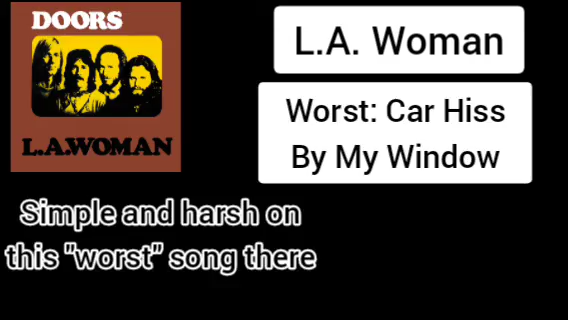 DOORS
L.A.WOMAN
L.A. Woman
Worst: Car Hiss
By My Window
Simple and harsh on
this "worst" song there